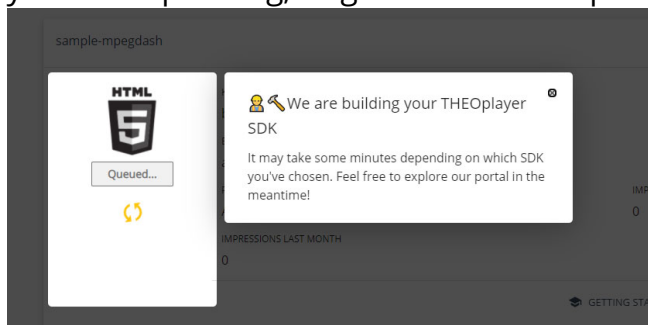 sample-mpegdash
HTML
5
Queued...
We are building your THEOplayer
SDK
It may take some minutes depending on which SDK
you've chosen. Feel free to explore our portal in the
meantime!
IMPRESSIONS LAST MONTH
0
IMP
0
GETTING STA